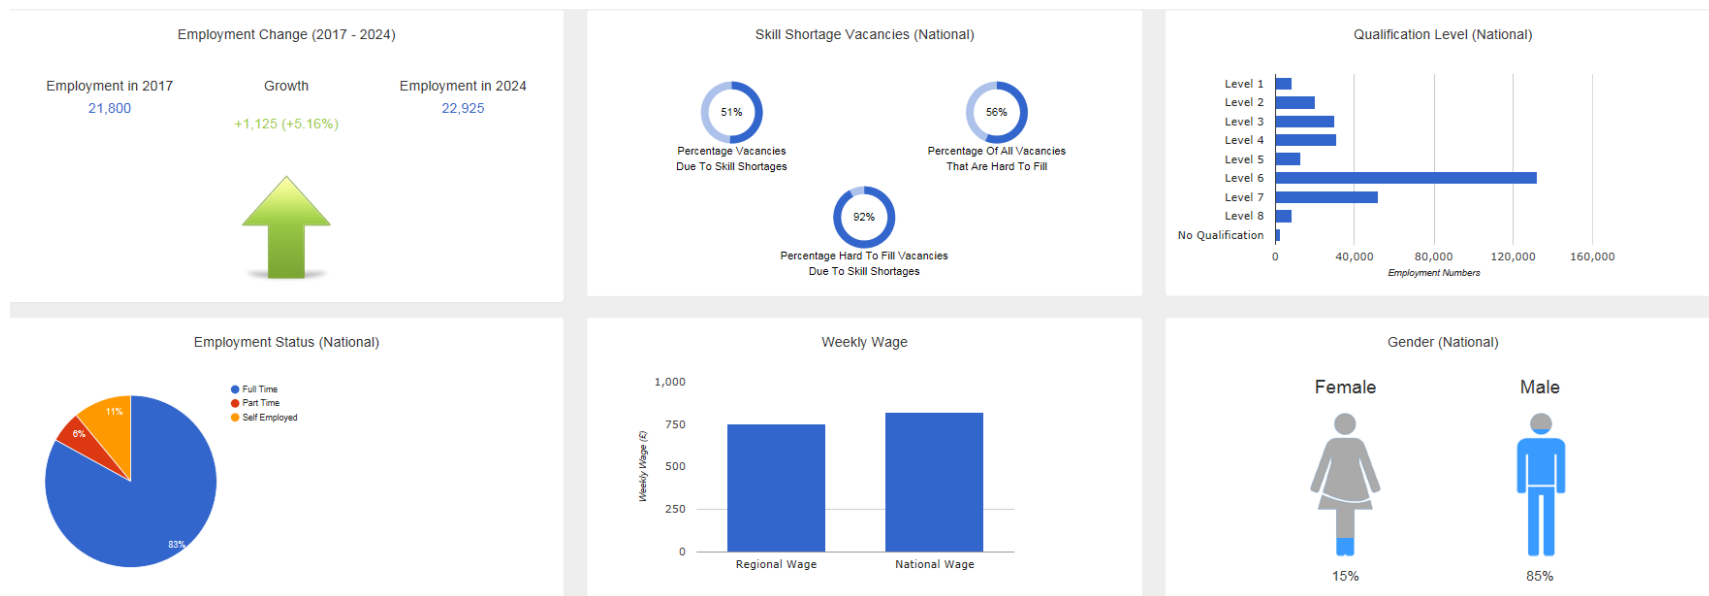 Employment Change (2017 - 2024)
Employment in 2017
Growth
Employment in 2024
21,800
+1,125 (+5.16%)
22,925
Skill Shortage Vacancies (National)
51%
Percentage Vacancies
Due To Skill Shortages
56%
Percentage Of All Vacancies
That Are Hard To Fill
92%
Percentage Hard To Fill Vacancies
Due To Skill Shortages
Qualification Level (National)
Level 1
Level 2
Level 3
Level 4
Level 5
Level 6
Level 7
Level 8
No Qualification
0 40,000 80,000 120,000 160,000
Employment Numbers
Employment Status (National)
Full Time
Part Time
Self Employed
11%
6%
83%
Weekly Wage
1,000
750
500
250
0
Weekly Wage (£)
Regional Wage
National Wage
Gender (National)
Female
Male
15%
85%